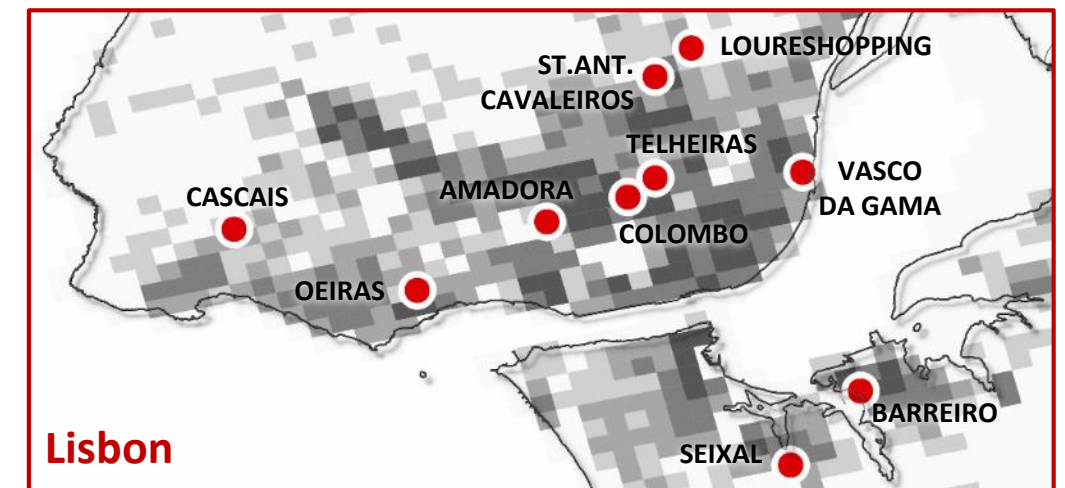 LOURESHOPPING
ST.ANT.
CAVALEIROS
TELHEIRAS
VASCO
DA GAMA
AMADORA
CASCAIS
COLOMBO
OEIRAS
BARREIRO
SEIXAL
Lisbon